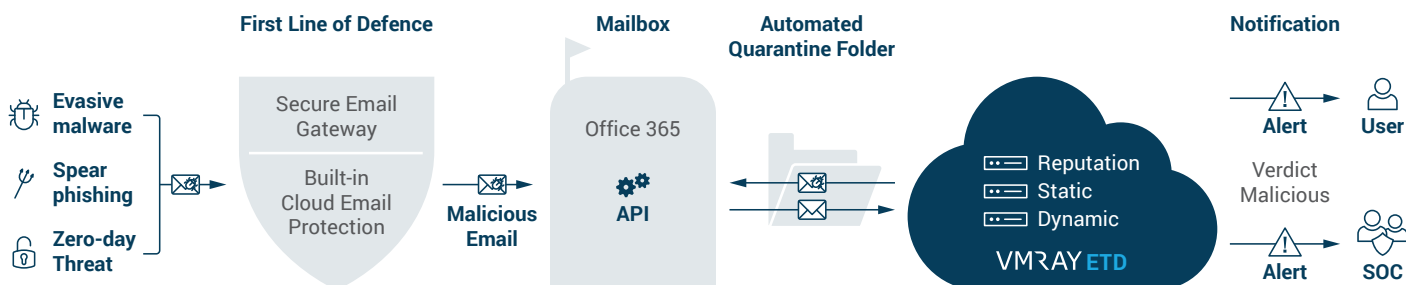 First Line of Defence
Mailbox
Automated
Quarantine Folder
Notification
Evasive
malware
Spear
phishing
Zero-day
Threat
Secure Email
Gateway
Built-in
Cloud Email
Protection
Malicious
Email
Office 365
API
Reputation
Static
Dynamic
VMRAY ETD
Alert
User
Verdict
Malicious
Alert
SOC